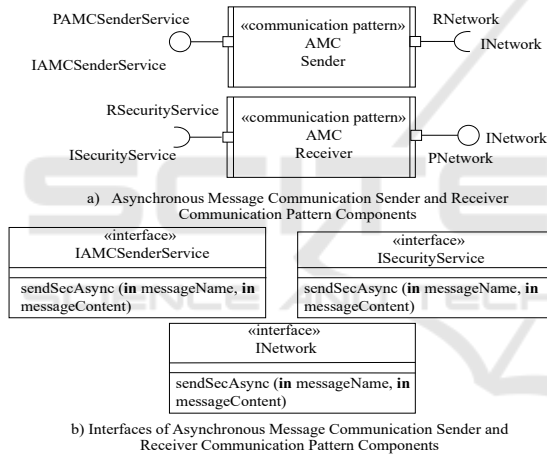 PAMCSenderService
IAMCSenderService
«communication pattern»
AMC
Sender
RNetwork
INetwork
RSecurityService
ISecurityService
«communication pattern»
AMC
Receiver
INetwork
PNetwork
a) Asynchronous Message Communication Sender and Receiver
Communication Pattern Components
«interface»
IAMCSenderService
sendSecAsync (in messageName, in
messageContent)
«interface»
ISecurityService
sendSecAsync (in messageName, in
messageContent)
«interface»
INetwork
sendSecAsync (in messageName, in
messageContent)
b) Interfaces of Asynchronous Message Communication Sender and
Receiver Communication Pattern Components